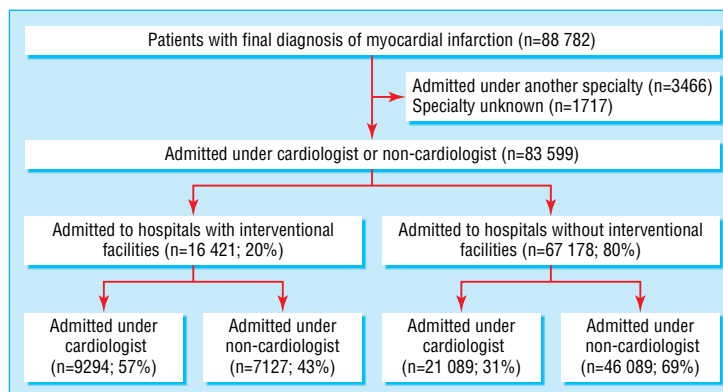 Patients with final diagnosis of myocardial infarction (n=88 782)
Admitted under another specialty (n=3466)
Specialty unknown (n=1717)
Admitted under cardiologist or non-cardiologist (n=83 599)
Admitted to hospitals with interventional
facilities (n=16 421; 20%)
Admitted to hospitals without interventional
facilities (n=67 178; 80%)
Admitted under
cardiologist
(n=9294; 57%)
Admitted under
non-cardiologist
(n=7127; 43%)
Admitted under
cardiologist
(n=21 089; 31%)
Admitted under
non-cardiologist
(n=46 089; 69%)